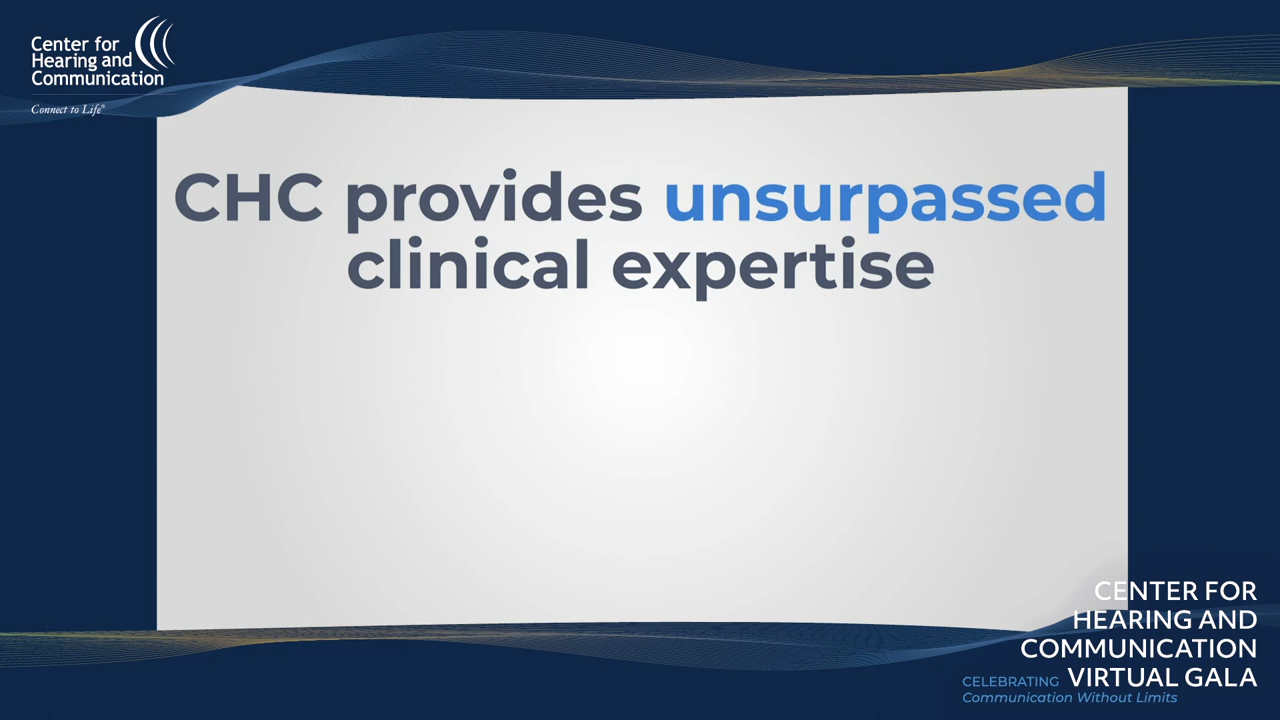 Center for
Hearing and
Communication
Connect to Life®
CHC provides unsurpassed
clinical expertise
CENTER FOR
HEARING AND
COMMUNICATION
CELEBRATING VIRTUAL GALA
Communication Without Limits